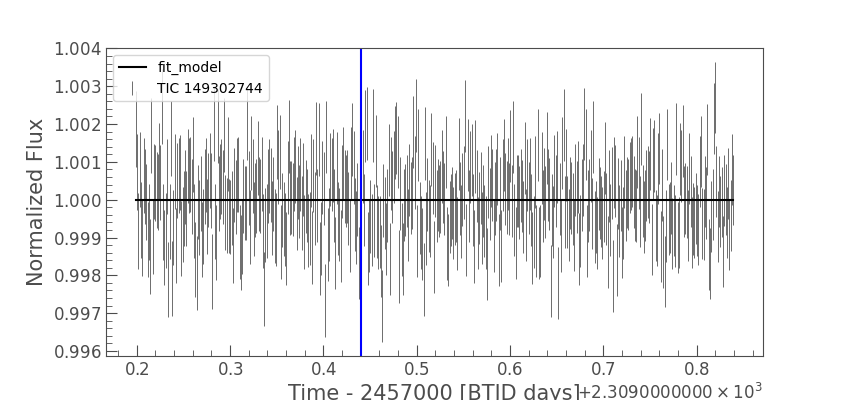 1.004
1.003
1.002
1.001
1.000
0.999
0.998
0.997
0.996
Normalized Flux
fit_model
TIC 149302744
0.2 0.3 0.4 0.5 0.6 0.7 0.8
Time - 2457000 [BTJD days]
+2.3090000000 × 10³